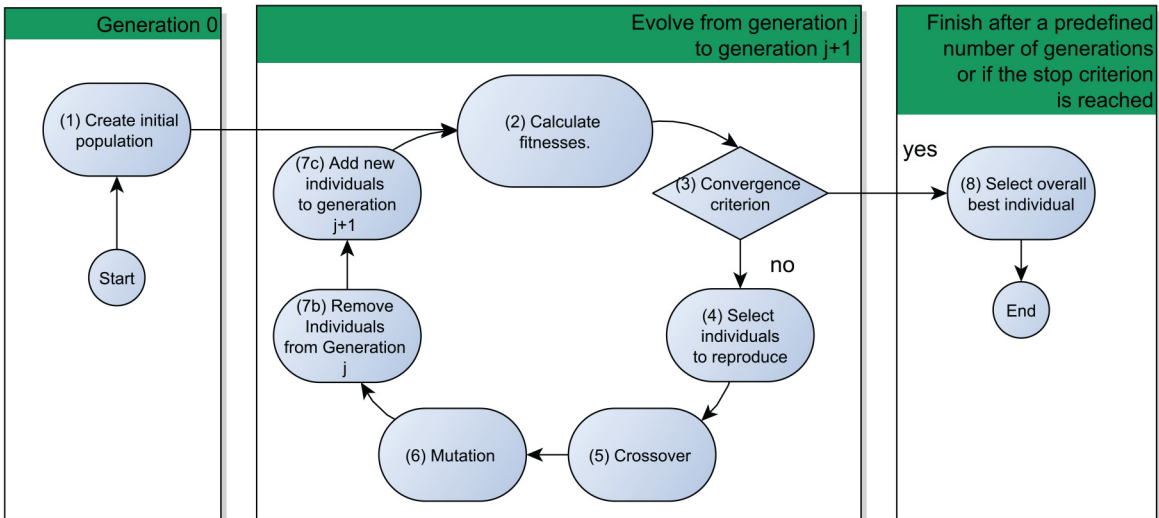 Generation 0
(1) Create initial
population
Start
Evolve from generation j
to generation j+1
(2) Calculate
fitnesses.
(3) Convergence
criterion
no
(4) Select
individuals
to reproduce
(5) Crossover
(6) Mutation
(7b) Remove
Individuals
from Generation
j
(7c) Add new
individuals
to generation
j+1
Finish after a predefined
number of generations
or if the stop criterion
is reached
yes
(8) Select overall
best individual
End